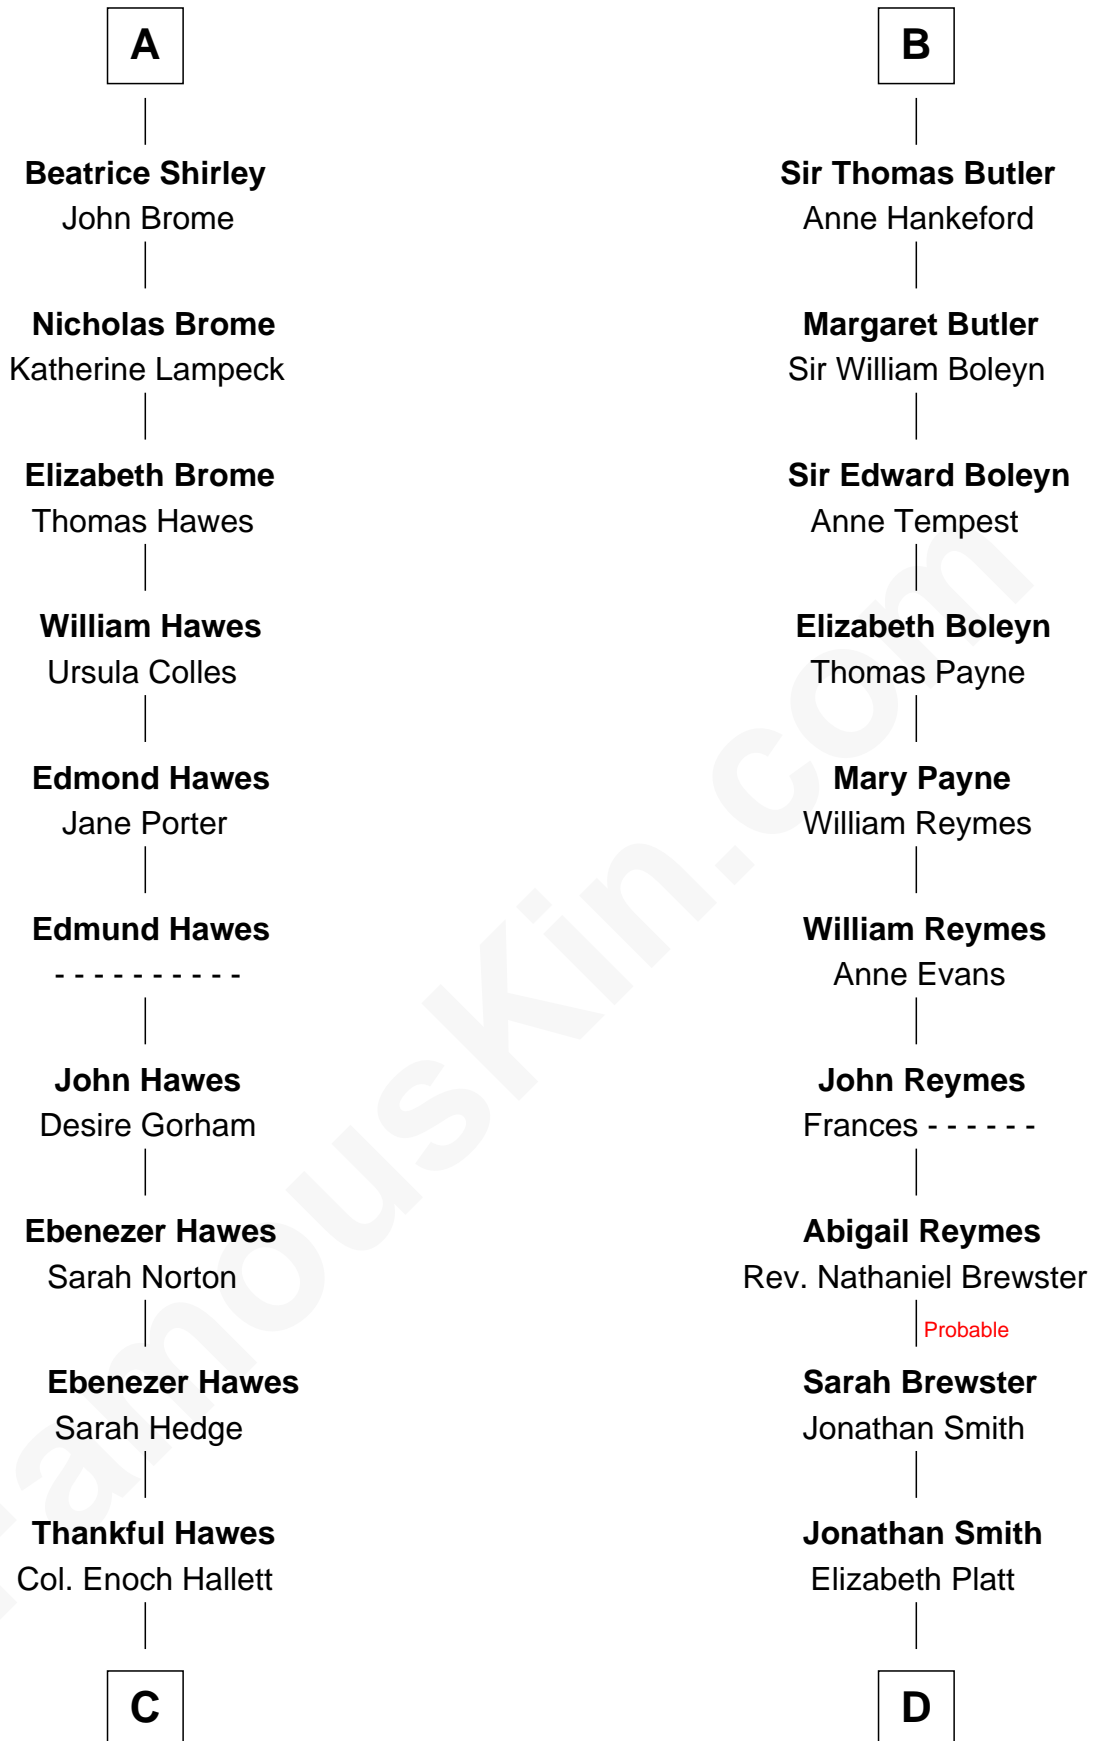 A
Beatrice Shirley
John Brome
Nicholas Brome
Katherine Lampeck
Elizabeth Brome
Thomas Hawes
William Hawes
Ursula Colles
Edmond Hawes
Jane Porter
Edmund Hawes
- - - - - - - - - -
John Hawes
Desire Gorham
Ebenezer Hawes
Sarah Norton
Ebenezer Hawes
Sarah Hedge
Thankful Hawes
Col. Enoch Hallett
C
B
Sir Thomas Butler
Anne Hankeford
Margaret Butler
Sir William Boleyn
Sir Edward Boleyn
Anne Tempest
Elizabeth Boleyn
Thomas Payne
Mary Payne
William Reymes
William Reymes
Anne Evans
John Reymes
Frances - - - - - -
Abigail Reymes
Rev. Nathaniel Brewster
Probable
Sarah Brewster
Jonathan Smith
Jonathan Smith
Elizabeth Platt
D
FamousKin.com